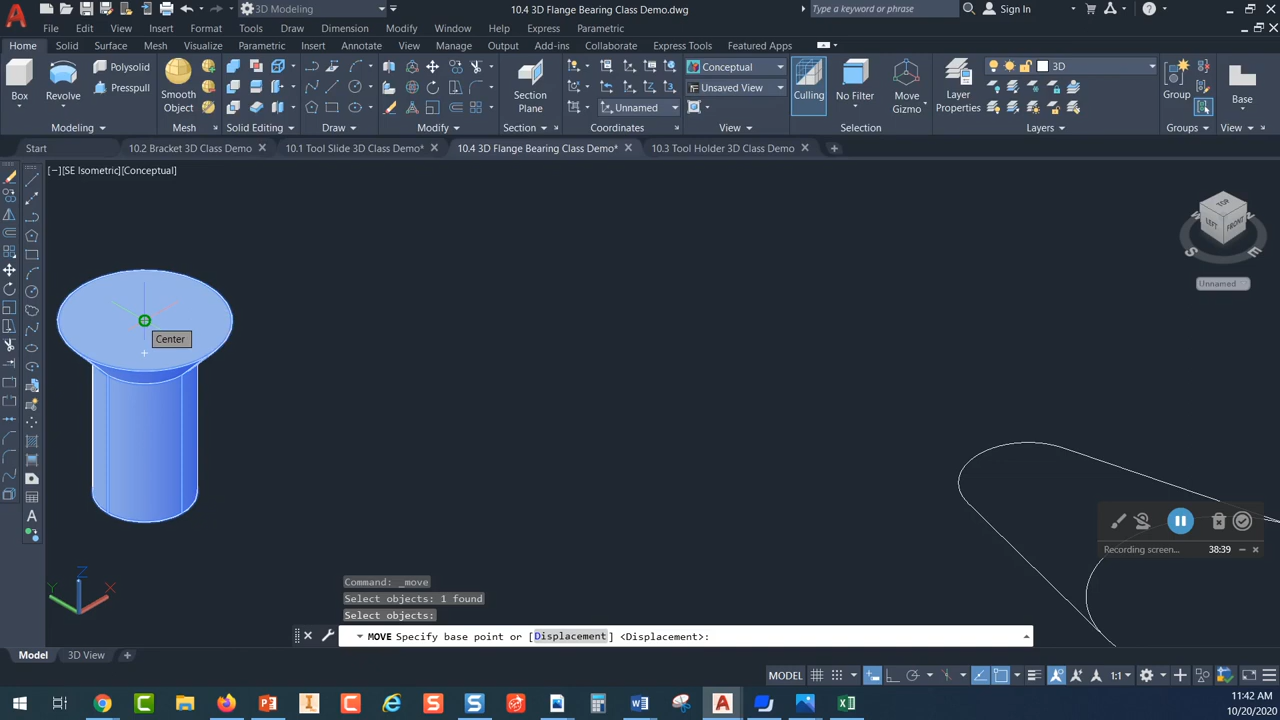 3D Modeling
10.4 3D Flange Bearing Class Demo.dwg
Type a keyword or phrase
Sign In
File Edit View Insert Format Tools Draw Dimension Modify Window Help Express Parametric
Home Solid Surface Mesh Visualize Parametric Insert Annotate View Manage Output Add-ins Collaborate Express Tools Featured Apps
Polysolid
Presspull
Conceptual
3D
Unsaved View
Unnamed
Box
Revolve
Smooth Object
Section Plane
Culling
No Filter
Move Gizmo
Layer Properties
Group
Base
Modeling
Mesh
Solid Editing
Draw
Modify
Section
Coordinates
View
Selection
Layers
Groups
View
Start
10.2 Bracket 3D Class Demo
10.1 Tool Slide 3D Class Demo*
10.4 3D Flange Bearing Class Demo*
10.3 Tool Holder 3D Class Demo
[−][SE Isometric][Conceptual]
TOP
LEFT
FRONT
S
E
Unnamed
Center
Recording screen...
38:39
Z
Y
X
Command: _move
Select objects: 1 found
Select objects:
MOVE Specify base point or [Displacement] <Displacement>:
Model
3D View
MODEL
1:1
11:42 AM
10/20/2020